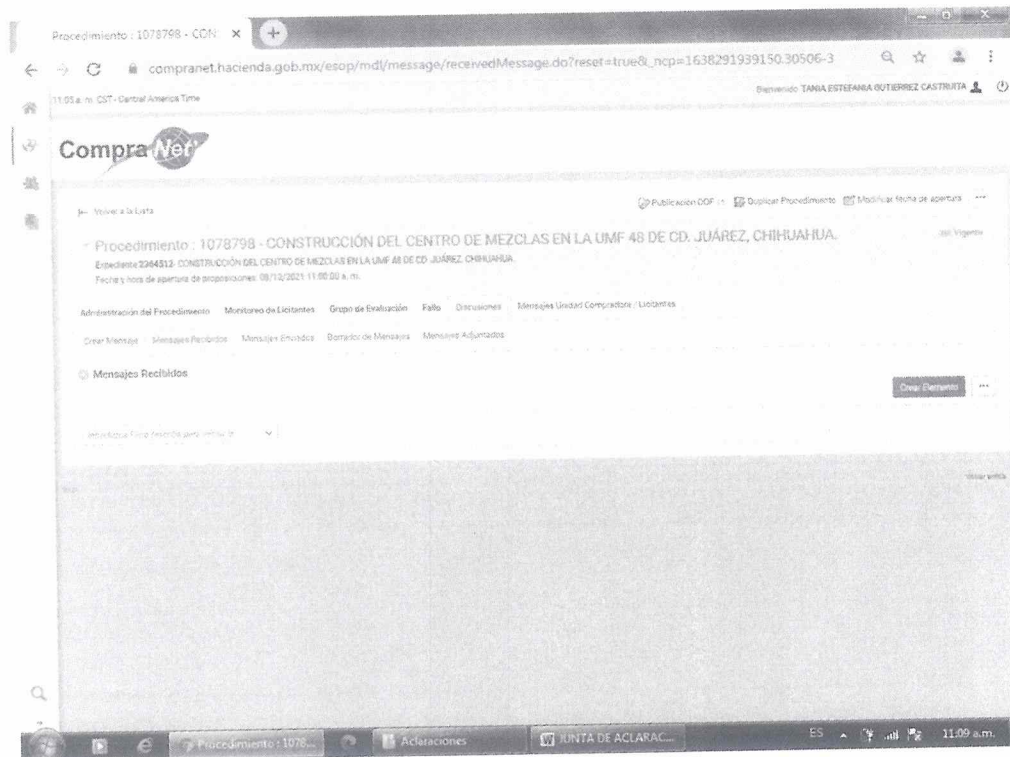 Procedimiento : 1078798 - CON
compranet.hacienda.gob.mx/esop/mdl/message/receivedMessage.do?reset=true&_ncp=1638291939150.30506-3
11:05 a. m. CST - Central America Time
Bienvenido TANIA ESTEFANIA GUTIERREZ CASTRUITA
CompraNet
Volver a la Lista
Publicación DOF
Duplicar Procedimiento
Modificar fecha de apertura
Procedimiento : 1078798 - CONSTRUCCIÓN DEL CENTRO DE MEZCLAS EN LA UMF 48 DE CD. JUÁREZ, CHIHUAHUA.
Vigente
Expediente 2364512- CONSTRUCCIÓN DEL CENTRO DE MEZCLAS EN LA UMF 48 DE CD. JUÁREZ, CHIHUAHUA.
Fecha y hora de apertura de proposiciones: 08/12/2021 11:00:00 a. m.
Administración del Procedimiento Monitoreo de Licitantes Grupo de Evaluación Fallo Discusiones Mensajes Unidad Compradora / Licitantes
Crear Mensaje Mensajes Recibidos Mensajes Enviados Borrador de Mensajes Mensajes Adjuntados
Mensajes Recibidos
Crear Elemento
Procedimiento : 1078...
Aclaraciones
JUNTA DE ACLARAC...
ES
11:09 a.m.